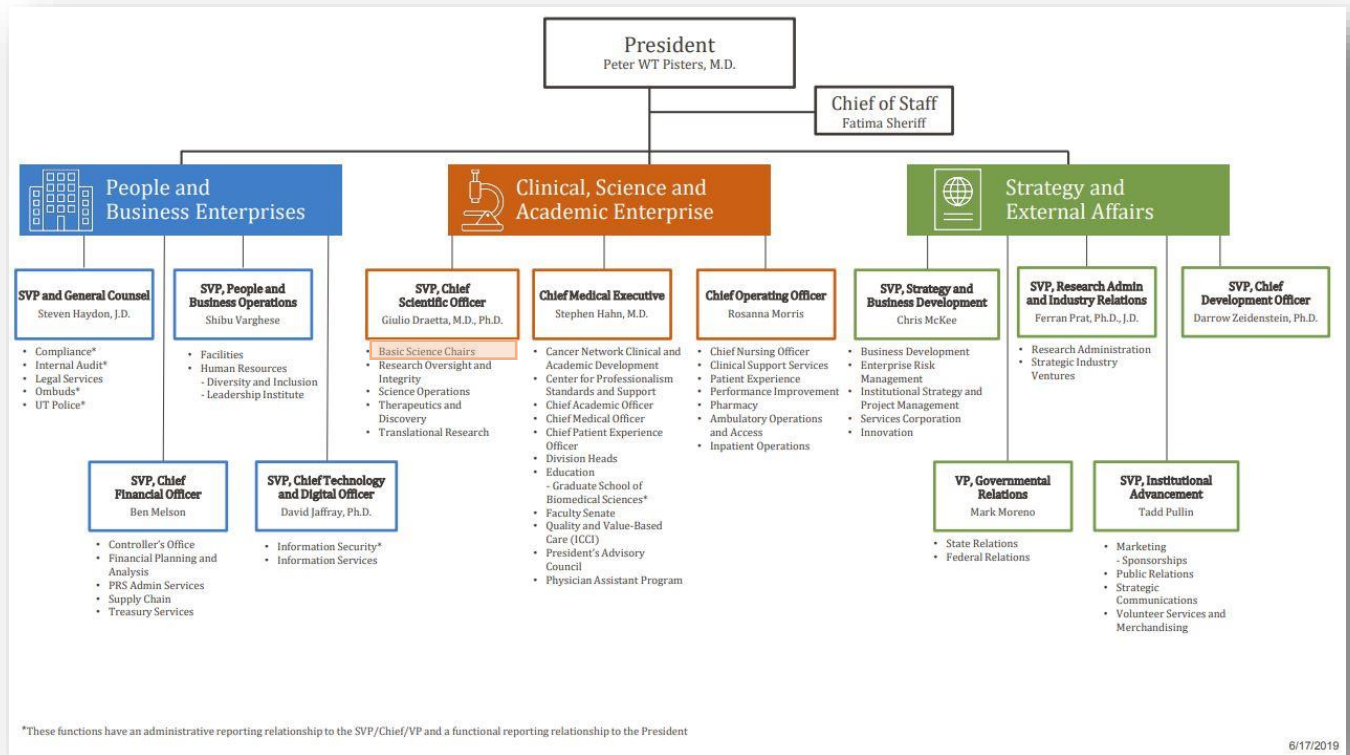 President
Peter WT Pisters, M.D.
Chief of Staff
Fatima Sheriff
People and
Business Enterprises
Clinical, Science and
Academic Enterprise
Strategy and
External Affairs
SVP and General Counsel
Steven Haydon, J.D.
• Compliance*
• Internal Audit*
• Legal Services
• Ombuds*
• UT Police*
SVP, People and
Business Operations
Shibu Varghese
• Facilities
• Human Resources
- Diversity and Inclusion
- Leadership Institute
SVP, Chief
Financial Officer
Ben Melson
• Controller's Office
• Financial Planning and
Analysis
• PRS Admin Services
• Supply Chain
• Treasury Services
SVP, Chief Technology
and Digital Officer
David Jaffray, Ph.D.
• Information Security*
• Information Services
SVP, Chief
Scientific Officer
Giulio Draetta, M.D., Ph.D.
• Basic Science Chairs
• Research Oversight and
Integrity
• Science Operations
• Therapeutics and
Discovery
• Translational Research
Chief Medical Executive
Stephen Hahn, M.D.
• Cancer Network Clinical and
Academic Development
• Center for Professionalism
Standards and Support
• Chief Academic Officer
• Chief Medical Officer
• Chief Patient Experience
Officer
• Division Heads
• Education
- Graduate School of
Biomedical Sciences*
• Faculty Senate
• Quality and Value-Based
Care (ICCI)
• President's Advisory
Council
• Physician Assistant Program
Chief Operating Officer
Rosanna Morris
• Chief Nursing Officer
• Clinical Support Services
• Patient Experience
• Performance Improvement
• Pharmacy
• Ambulatory Operations
and Access
• Inpatient Operations
SVP, Strategy and
Business Development
Chris McKee
• Business Development
• Enterprise Risk
Management
• Institutional Strategy and
Project Management
• Services Corporation
• Innovation
SVP, Research Admin
and Industry Relations
Ferran Prat, Ph.D., J.D.
• Research Administration
• Strategic Industry
Ventures
SVP, Chief
Development Officer
Darrow Zeidenstein, Ph.D.
VP, Governmental
Relations
Mark Moreno
• State Relations
• Federal Relations
SVP, Institutional
Advancement
Tadd Pullin
• Marketing
- Sponsorships
• Public Relations
• Strategic
Communications
• Volunteer Services and
Merchandising
*These functions have an administrative reporting relationship to the SVP/Chief/VP and a functional reporting relationship to the President
6/17/2019